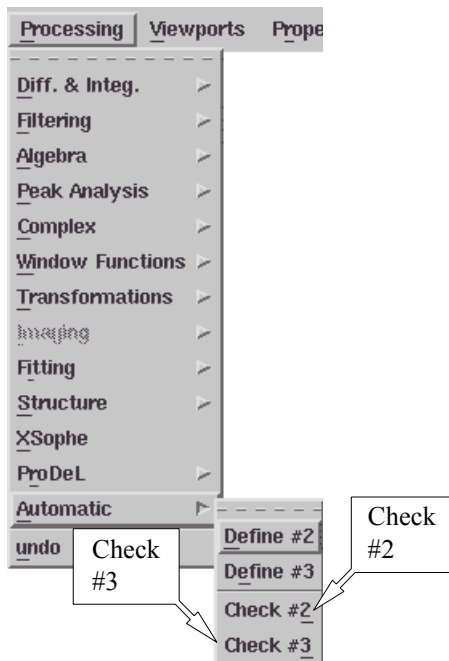 Processing Viewports Prope
Diff. & Integ.
Filtering
Algebra
Peak Analysis
Complex
Window Functions
Transformations
Imaging
Fitting
Structure
XSophe
ProDeL
Automatic
undo
Define #2
Define #3
Check #2
Check #3
Check
#3
Check
#2